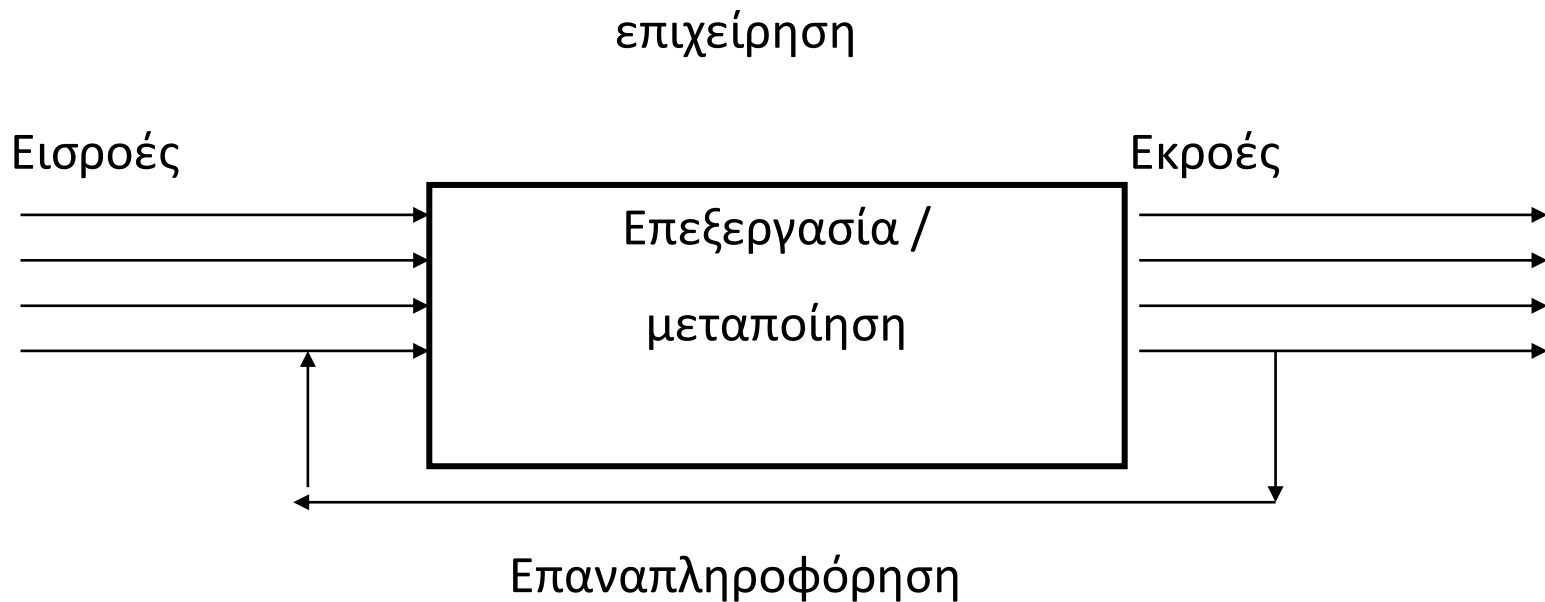 επιχείρηση
Εισροές
Εκροές
Επεξεργασία /
μεταποίηση
Επαναπληροφόρηση